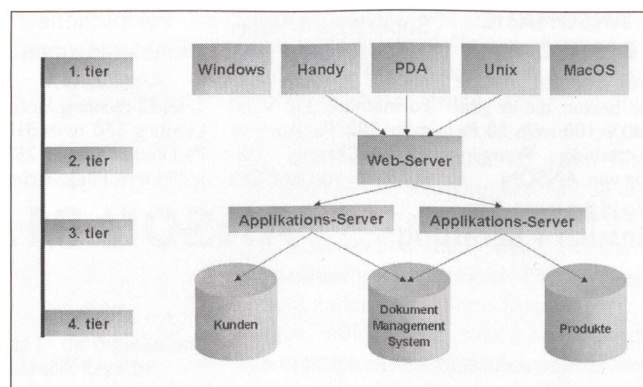 1. tier
Windows Handy PDA Unix MacOS
2. tier
Web-Server
3. tier
Applikations-Server Applikations-Server
4. tier
Kunden
Dokument
Management
System
Produkte